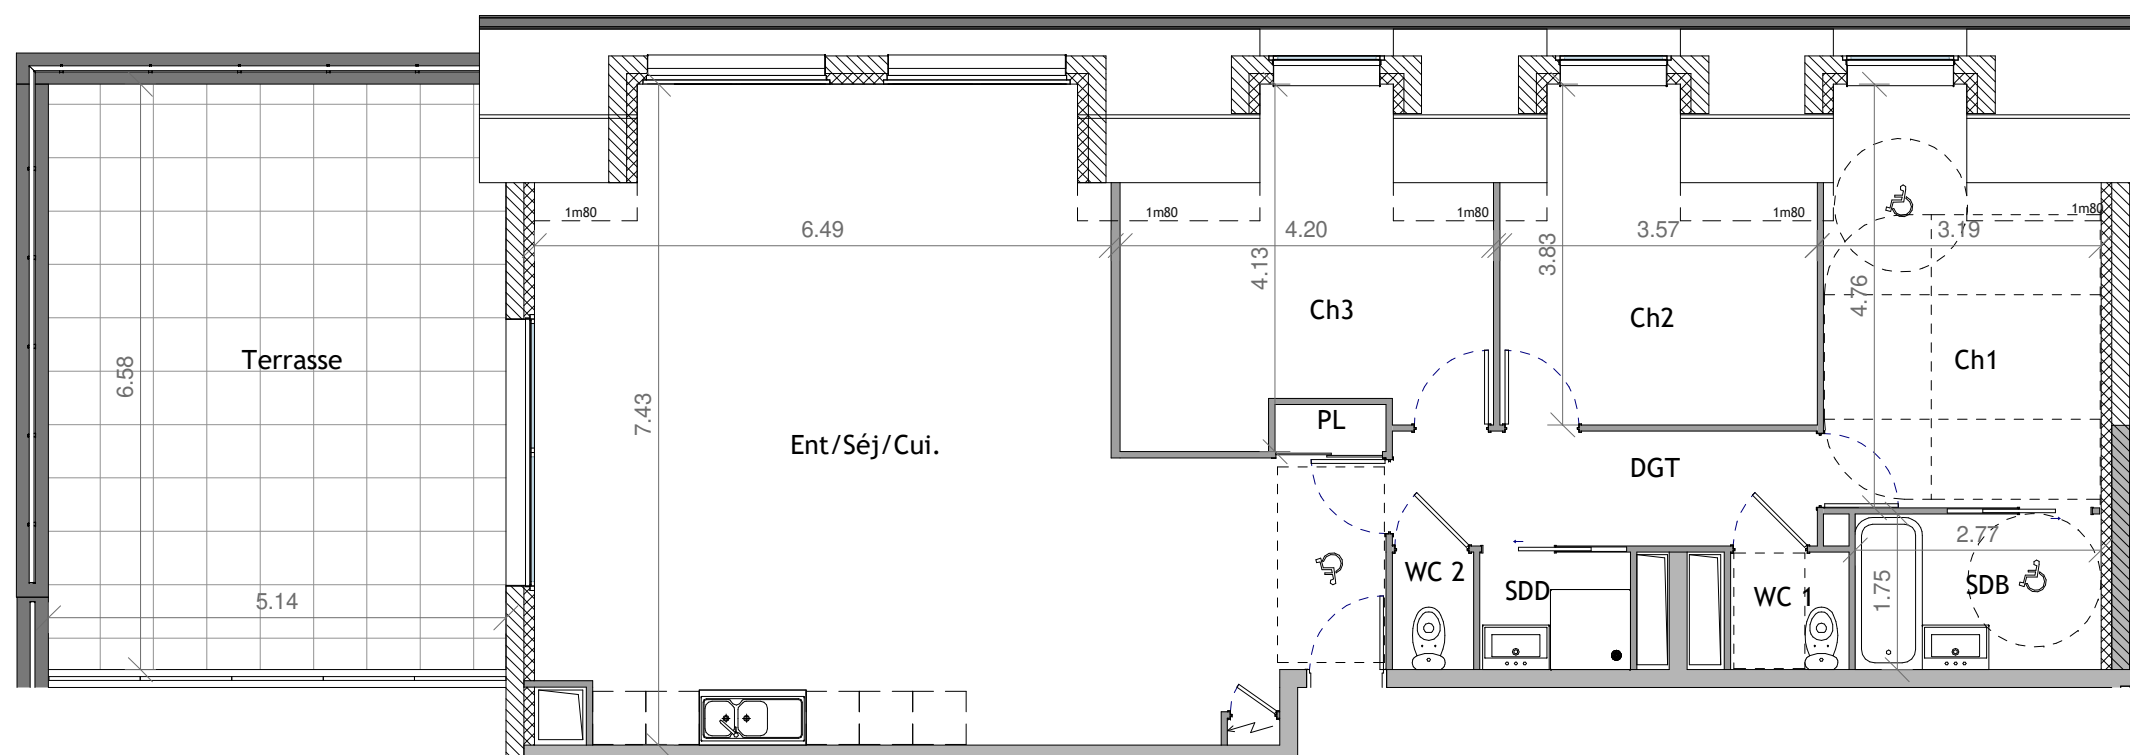 1m80
1m80
1m80
1m80
1m80
6.49
4.20
3.57
3.19
4.13
3.83
4.76
Ch3
Ch2
Ch1
Terrasse
6.58
7.43
Ent/Séj/Cui.
PL
DGT
2.77
WC 2
SDD
WC 1
1.75
SDB
5.14